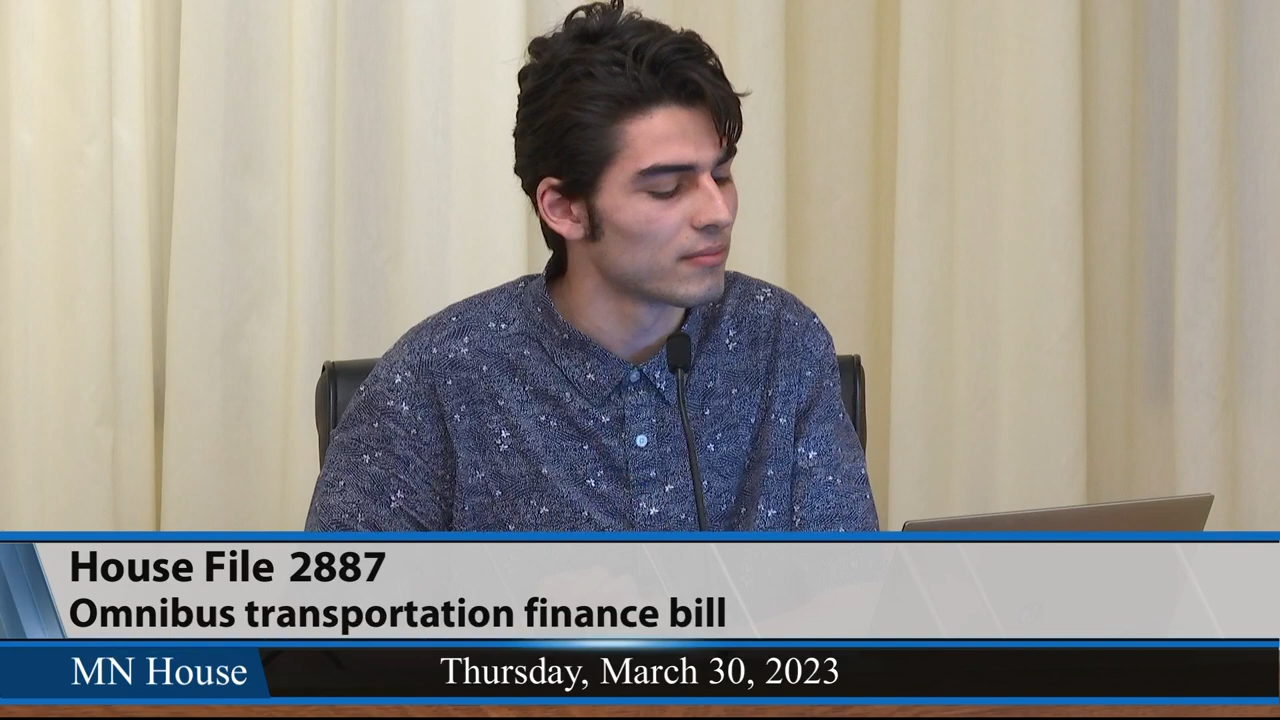 House File 2887
Omnibus transportation finance bill
MN House
Thursday, March 30, 2023